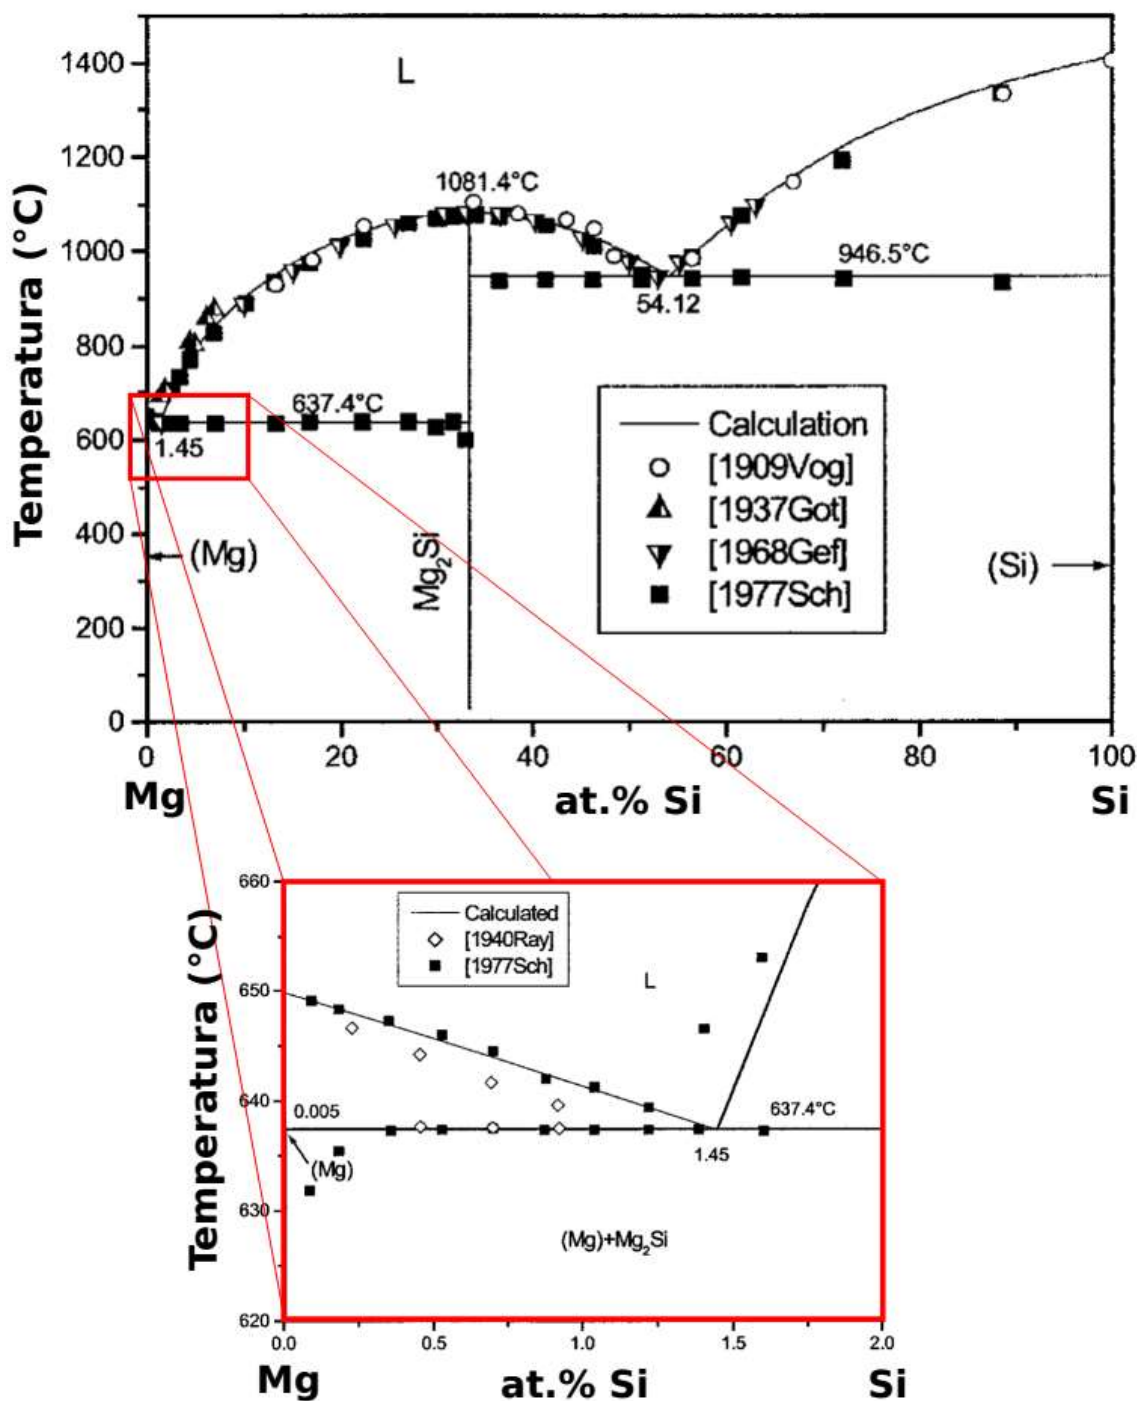 1400
1200
1000
800
600
400
200
0
Temperatura (°C)
L
1081.4°C
946.5°C
54.12
637.4°C
1.45
(Mg)
Mg2Si
(Si)
Calculation
[1909Vog]
[1937Got]
[1968Gef]
[1977Sch]
0 20 40 60 80 100
Mg at.% Si Si
660
650
640
630
620
Temperatura (°C)
Calculated
[1940Ray]
[1977Sch]
L
0.005
637.4°C
(Mg)
1.45
(Mg)+Mg2Si
0.0 0.5 1.0 1.5 2.0
Mg at.% Si Si